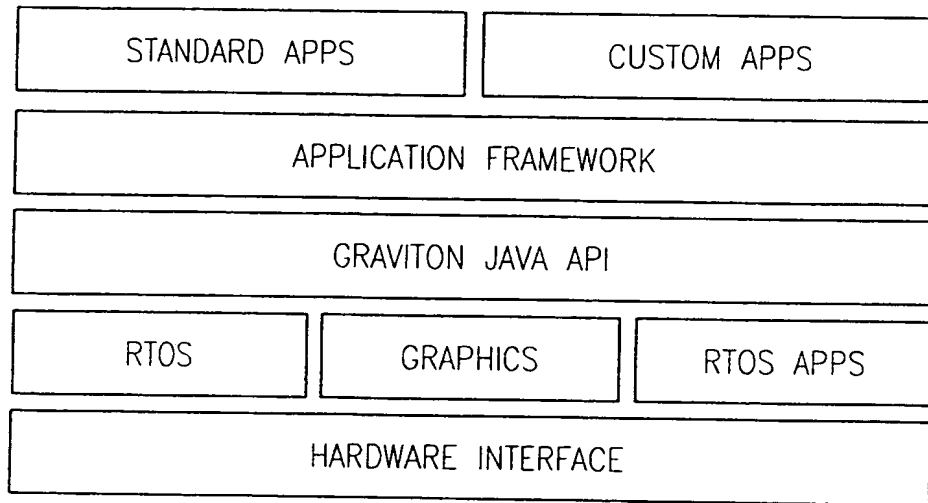 STANDARD APPS
CUSTOM APPS
APPLICATION FRAMEWORK
GRAVITON JAVA API
RTOS
GRAPHICS
RTOS APPS
HARDWARE INTERFACE